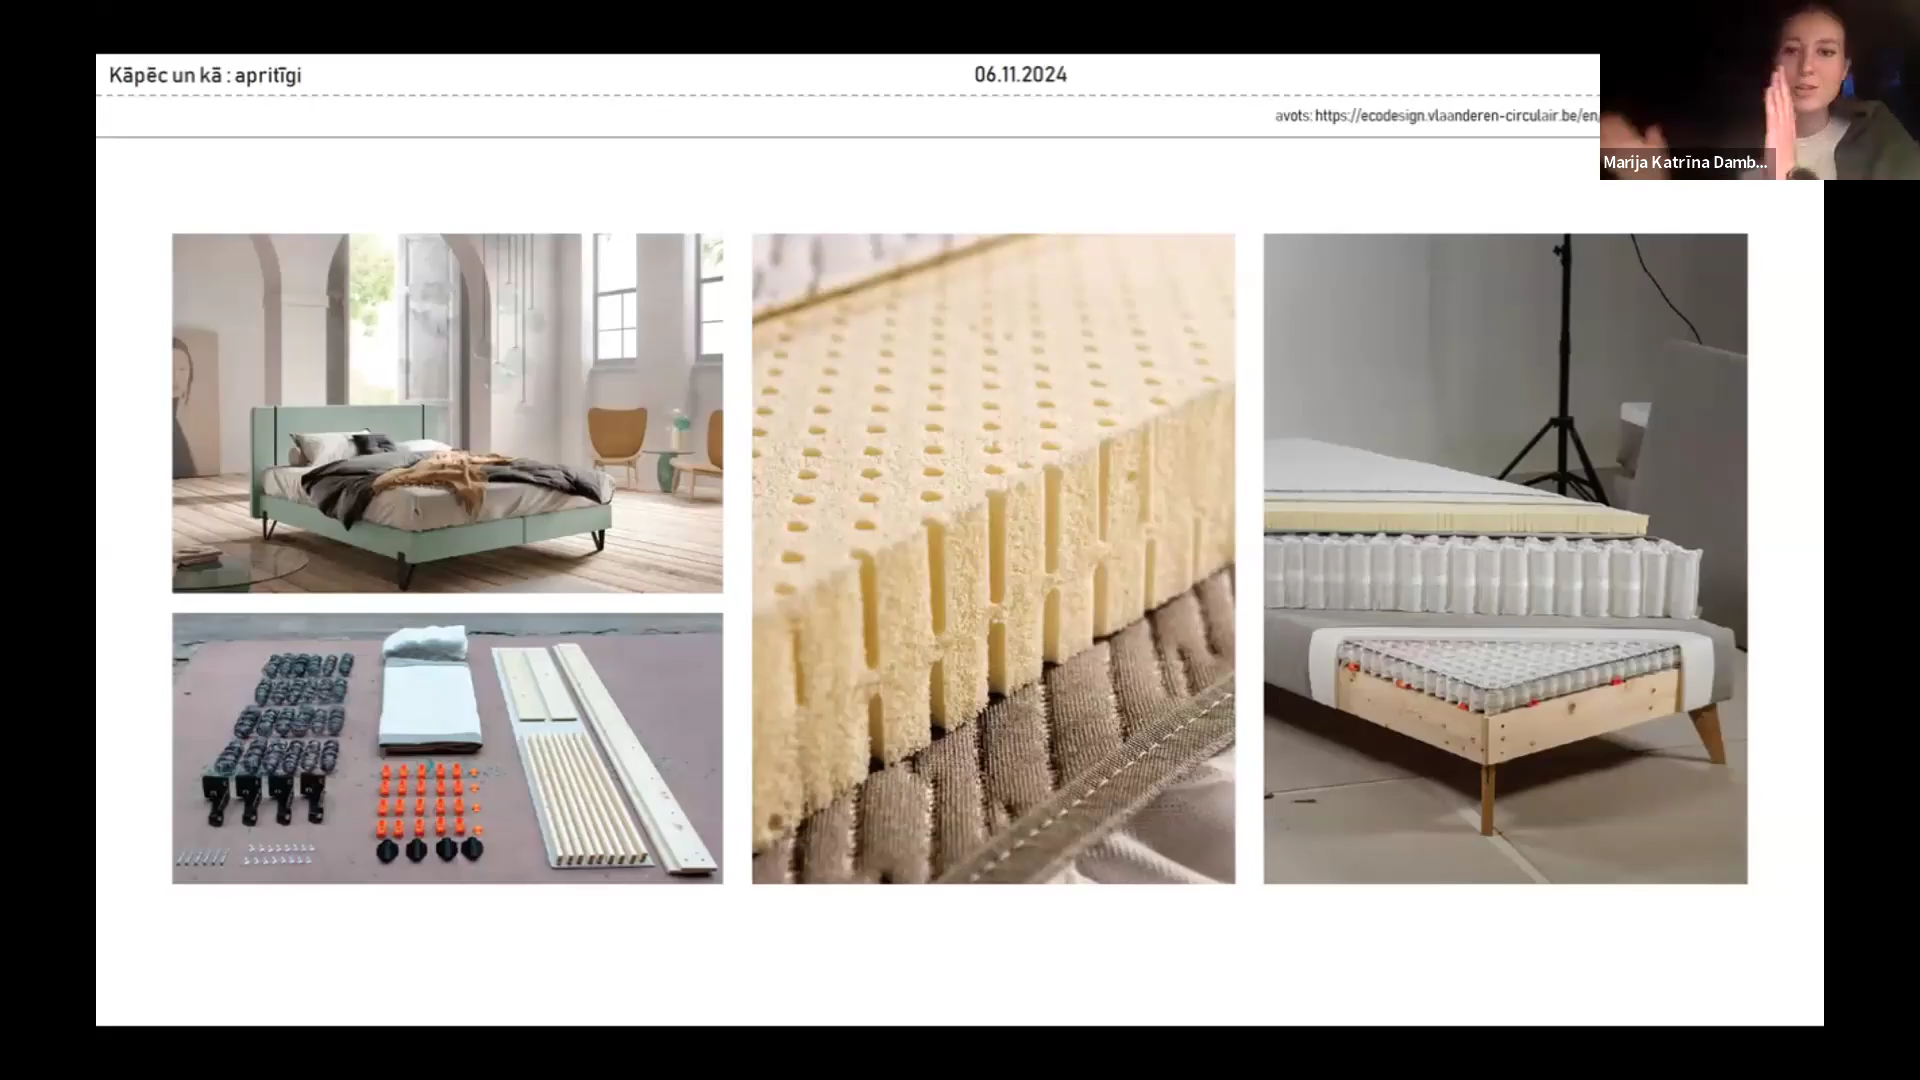 Kāpēc un kā : apritīgi
06.11.2024
avots: https://ecodesign.vlaanderen-circulair.be/en/
Marija Katrīna Damb...